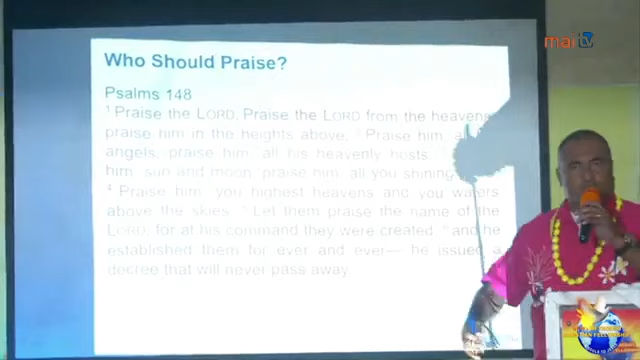 mai tv
Who Should Praise?
Psalms 148
¹ Praise the LORD. Praise the LORD from the heavens
praise him in the heights above. ² Praise him, a
angels, praise him, all his heavenly hosts.
him, sun and moon, praise him, all you shining
⁴ Praise him, you highest heavens and you waters
above the skies. ⁵ Let them praise the name of the
LORD, for at his command they were created, ⁶ and he
established them for ever and ever— he issued a
decree that will never pass away.